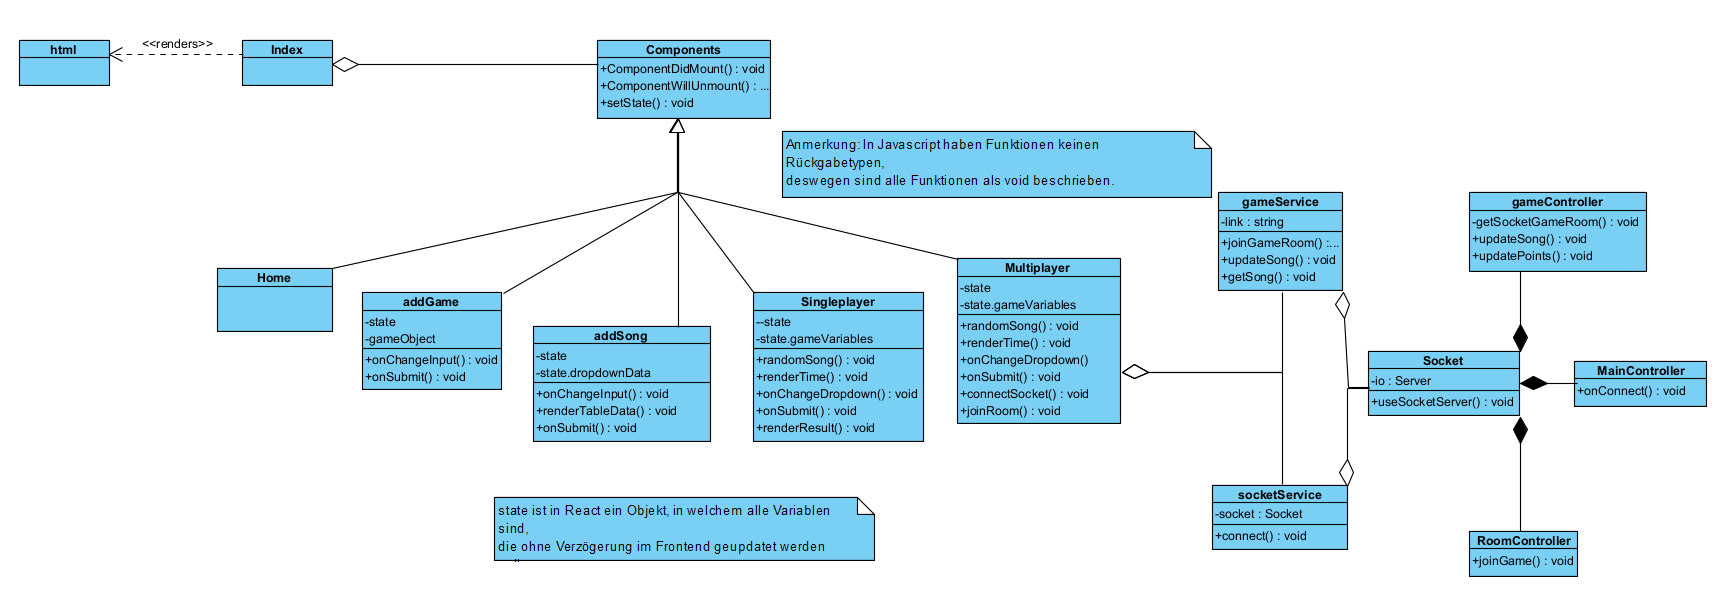 html
<<renders>>
Index
Components
+ComponentDidMount() : void
+ComponentWillUnmount() : ...
+setState() : void
Anmerkung: In Javascript haben Funktionen keinen
Rückgabetypen,
deswegen sind alle Funktionen als void beschrieben.
Home
addGame
-state
-gameObject
+onChangeInput() : void
+onSubmit() : void
addSong
-state
-state.dropdownData
+onChangeInput() : void
+renderTableData() : void
+onSubmit() : void
Singleplayer
--state
-state.gameVariables
+randomSong() : void
+renderTime() : void
+onChangeDropdown() : void
+onSubmit() : void
+renderResult() : void
Multiplayer
-state
-state.gameVariables
+randomSong() : void
+renderTime() : void
+onChangeDropdown()
+onSubmit() : void
+connectSocket() : void
+joinRoom() : void
gameService
-link : string
+joinGameRoom() :...
+updateSong() : void
+getSong() : void
gameController
-getSocketGameRoom() : void
+updateSong() : void
+updatePoints() : void
Socket
-io : Server
+useSocketServer() : void
MainController
+onConnect() : void
socketService
-socket : Socket
+connect() : void
RoomController
+joinGame() : void
state ist in React ein Objekt, in welchem alle Variablen
sind,
die ohne Verzögerung im Frontend geupdatet werden